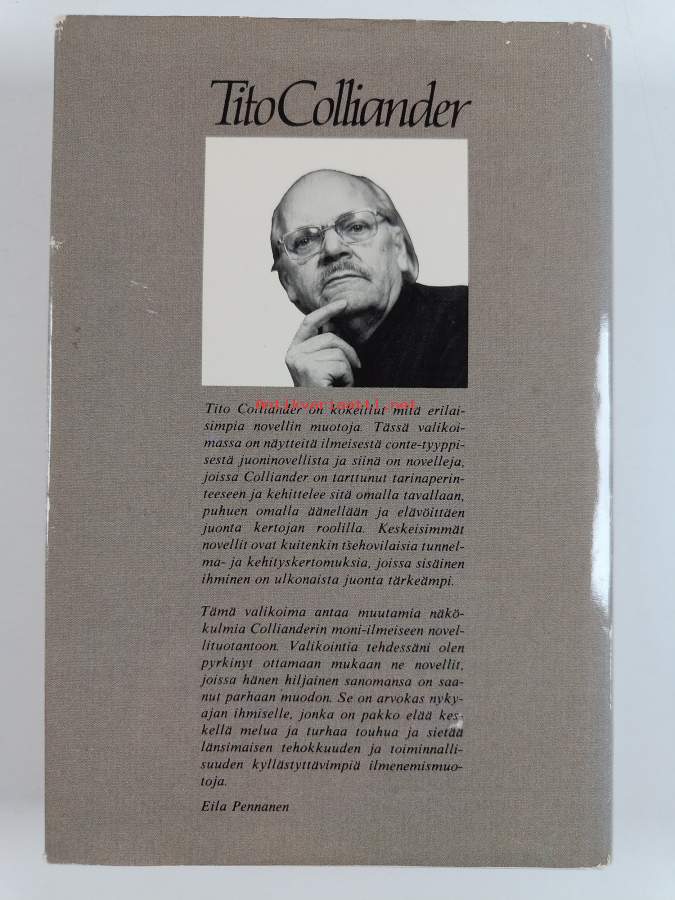 Tito Colliander
antikvariaatti.net
Tito Colliander on kokeillut mitä erilai-
simpia novellin muotoja. Tässä valikoi-
massa on näytteitä ilmeisestä conte-tyyppi-
sestä juoninovellista ja siinä on novelleja,
joissa Colliander on tarttunut tarinaperin-
teeseen ja kehittelee sitä omalla tavallaan,
puhuen omalla äänellään ja elävöittäen
juonta kertojan roolilla. Keskeisimmät
novellit ovat kuitenkin tšehovilaisia tunnel-
ma- ja kehityskertomuksia, joissa sisäinen
ihminen on ulkonaista juonta tärkeämpi.
Tämä valikoima antaa muutamia näkö-
kulmia Collianderin moni-ilmeiseen novel-
lituotantoon. Valikointia tehdessäni olen
pyrkinyt ottamaan mukaan ne novellit,
joissa hänen hiljainen sanomansa on saa-
nut parhaan muodon. Se on arvokas nyky-
ajan ihmiselle, jonka on pakko elää kes-
kellä melua ja turhaa touhua ja sietää
länsimaisen tehokkuuden ja toiminnalli-
suuden kyllästyttävimpiä ilmenemismuo-
toja.
Eila Pennanen